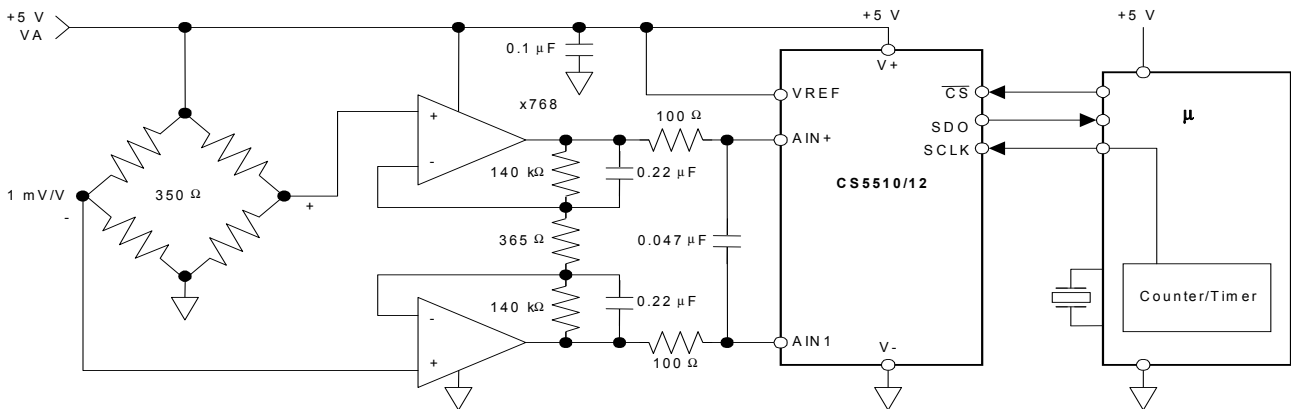 +5 V
VA
+5 V
+5 V
0.1 µF
V+
x768
VREF
CS
µ
+
100 Ω
SDO
AIN+
SCLK
-
140 kΩ
0.22 µF
CS5510/12
1 mV/V
350 Ω
-
+
365 Ω
0.047 µF
140 kΩ
0.22 µF
Counter/Timer
-
+
AIN1
V-
100 Ω